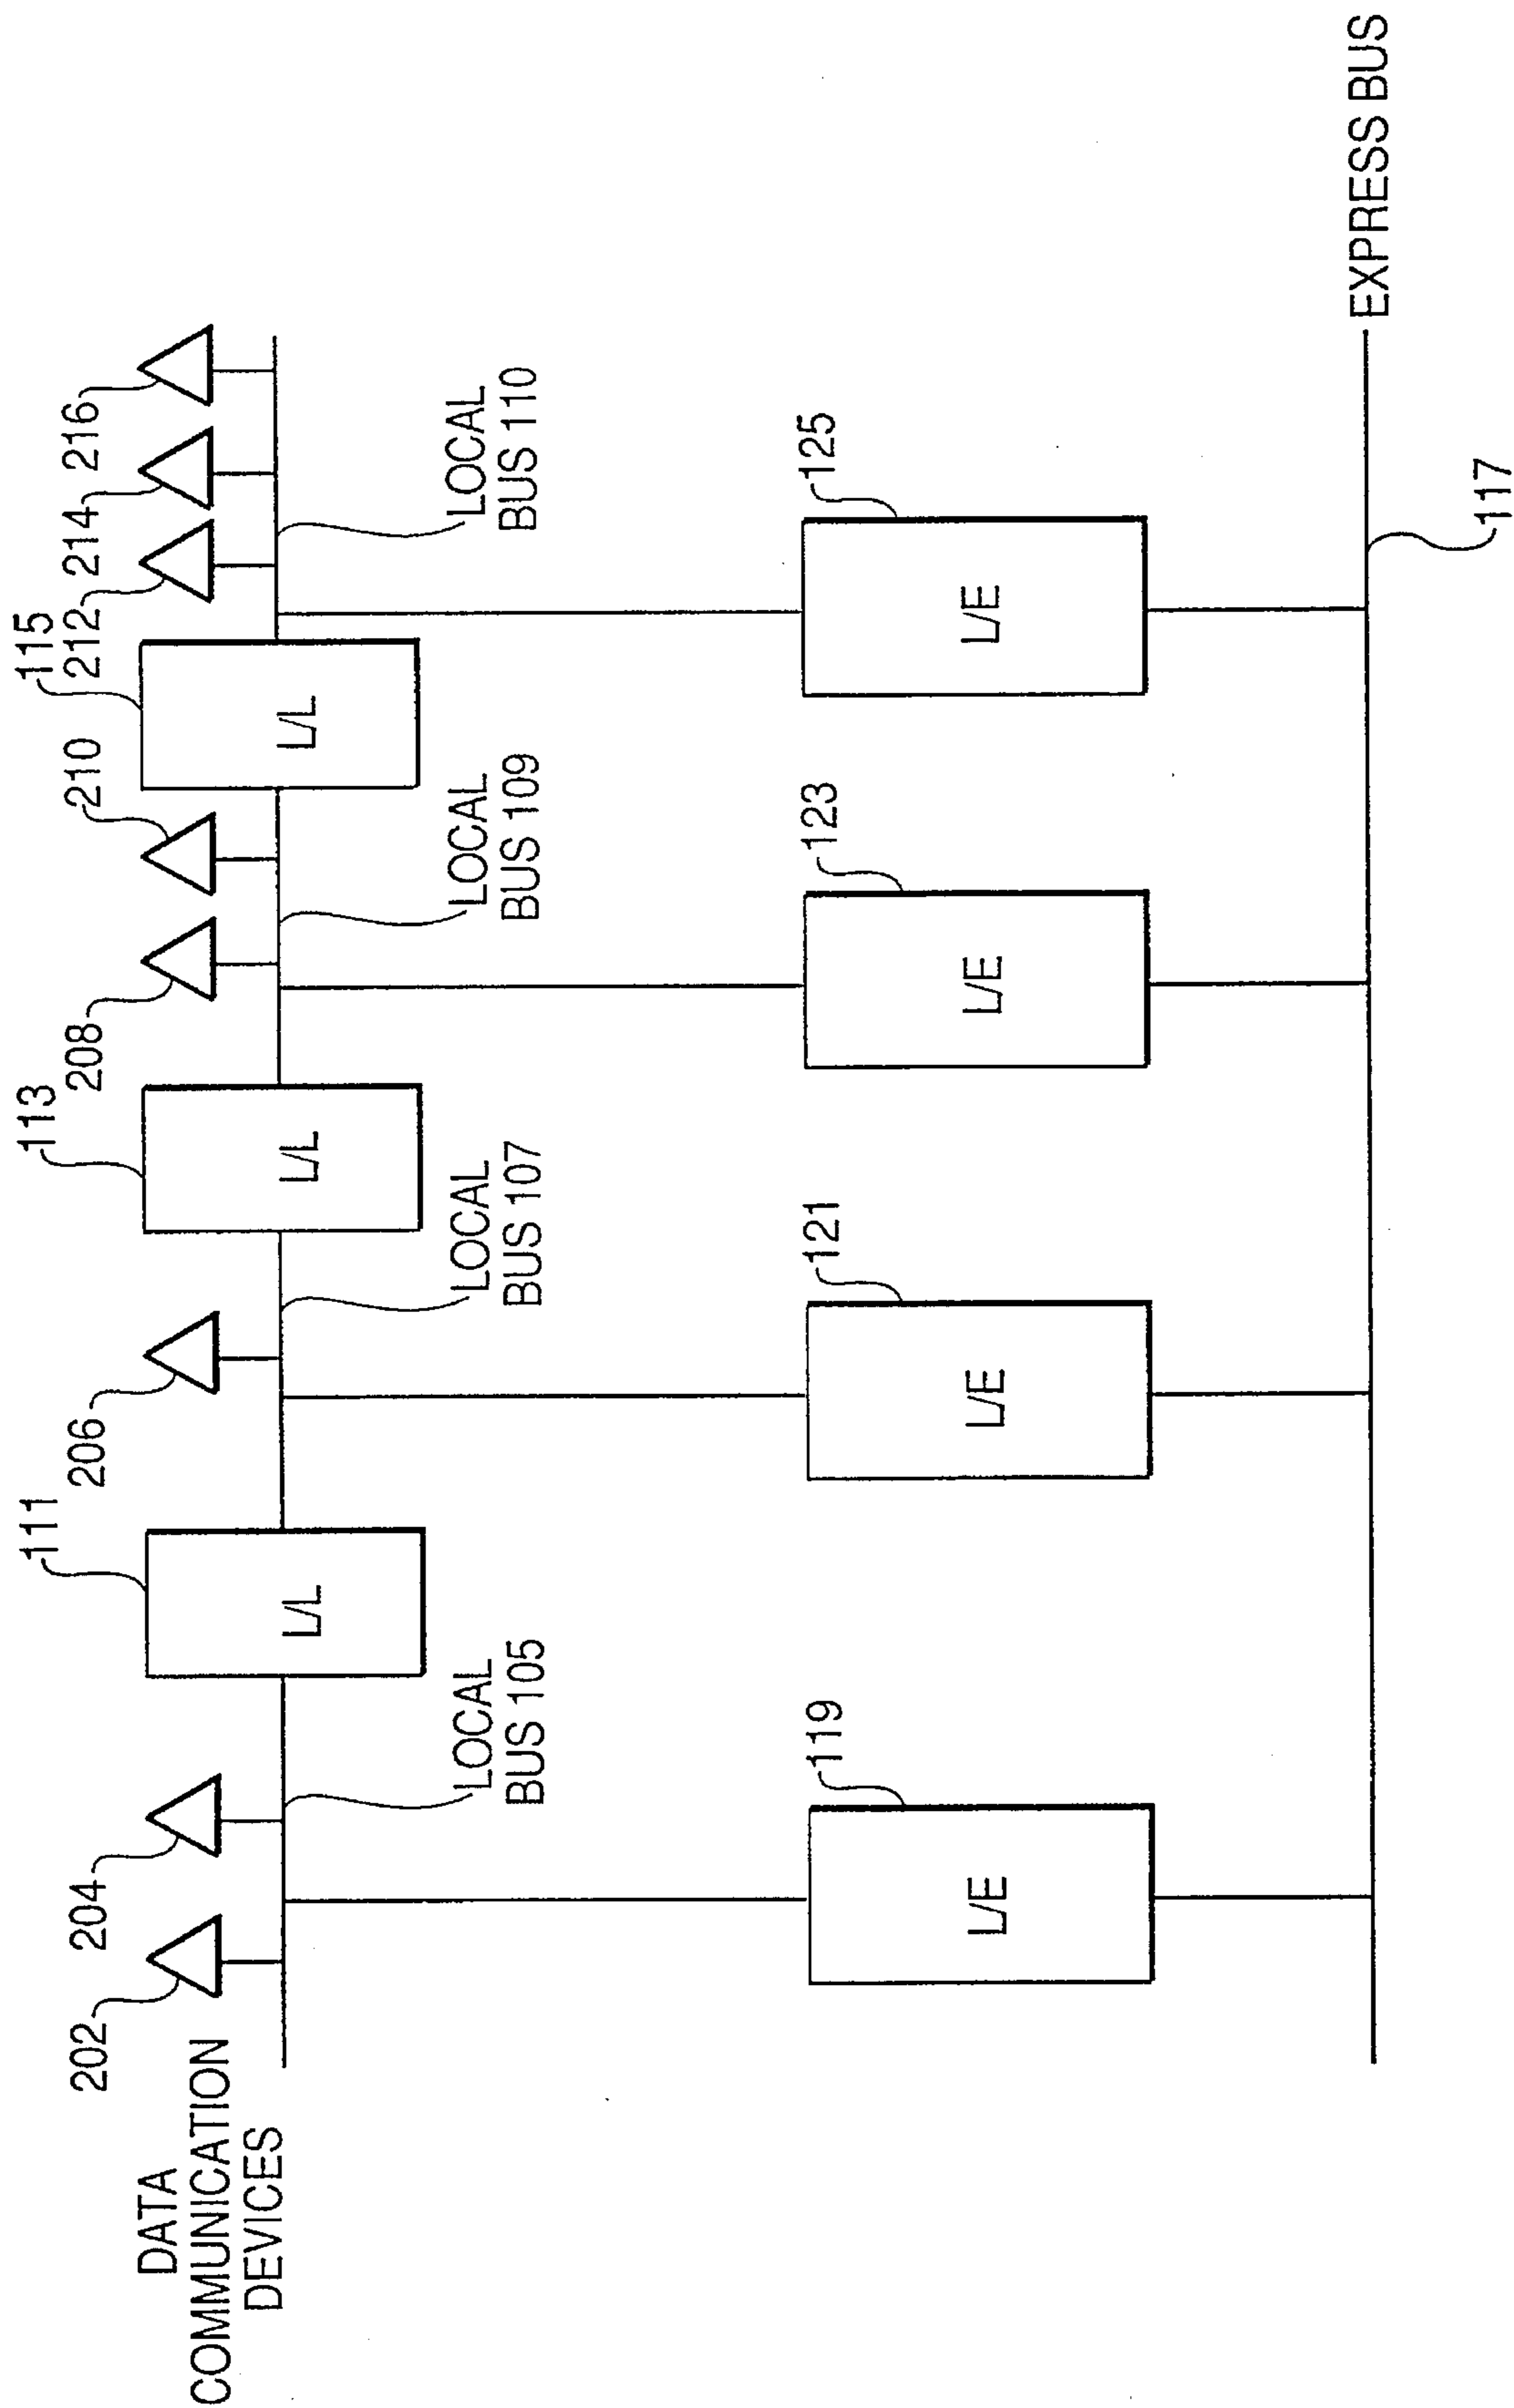 DATA
COMMUNICATION
DEVICES
202
204
111
206
113
208
210
115
212
214
216
L/L
L/L
L/L
LOCAL
BUS 105
LOCAL
BUS 107
LOCAL
BUS 109
LOCAL
BUS 110
119
121
123
125
L/E
L/E
L/E
L/E
EXPRESS BUS
117